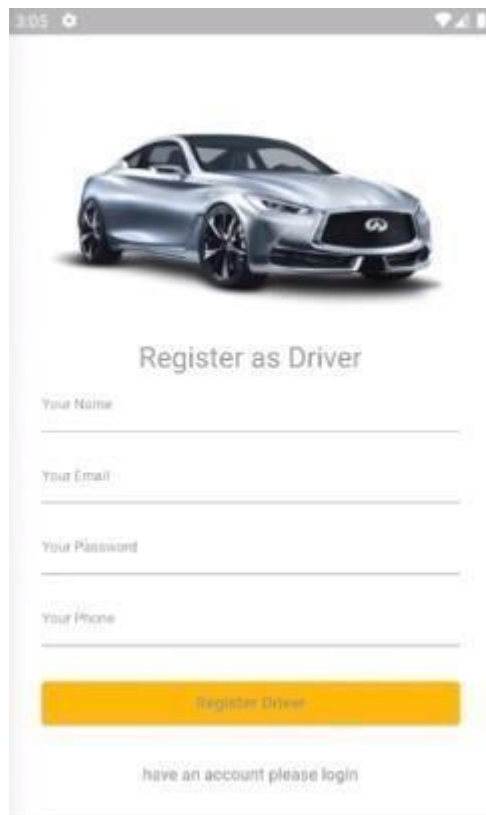 3:05
Register as Driver
Your Name
Your Email
Your Password
Your Phone
Register Driver
have an account please login